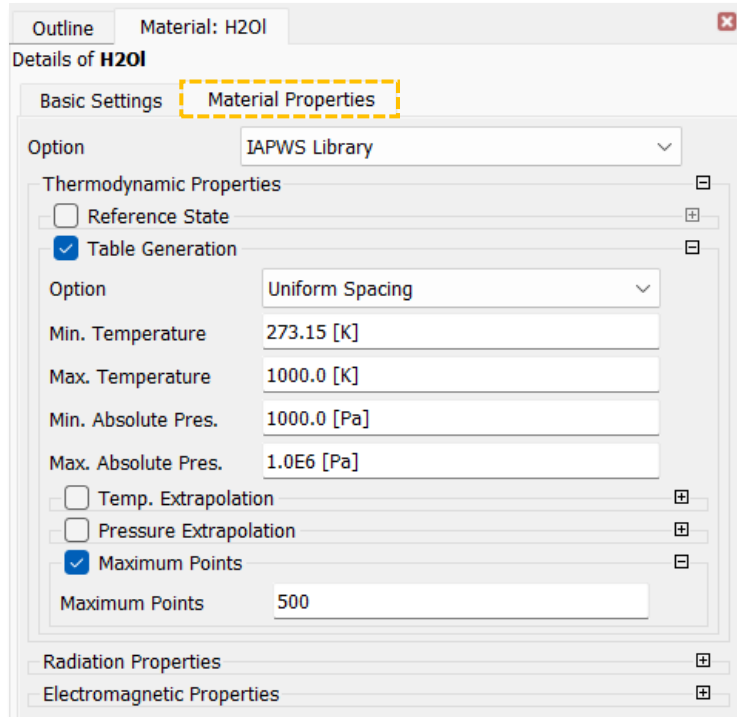 Outline Material: H2Ol
Details of H2Ol
Basic Settings Material Properties
Option IAPWS Library
Thermodynamic Properties
Reference State
Table Generation
Option Uniform Spacing
Min. Temperature 273.15 [K]
Max. Temperature 1000.0 [K]
Min. Absolute Pres. 1000.0 [Pa]
Max. Absolute Pres. 1.0E6 [Pa]
Temp. Extrapolation
Pressure Extrapolation
Maximum Points
Maximum Points 500
Radiation Properties
Electromagnetic Properties